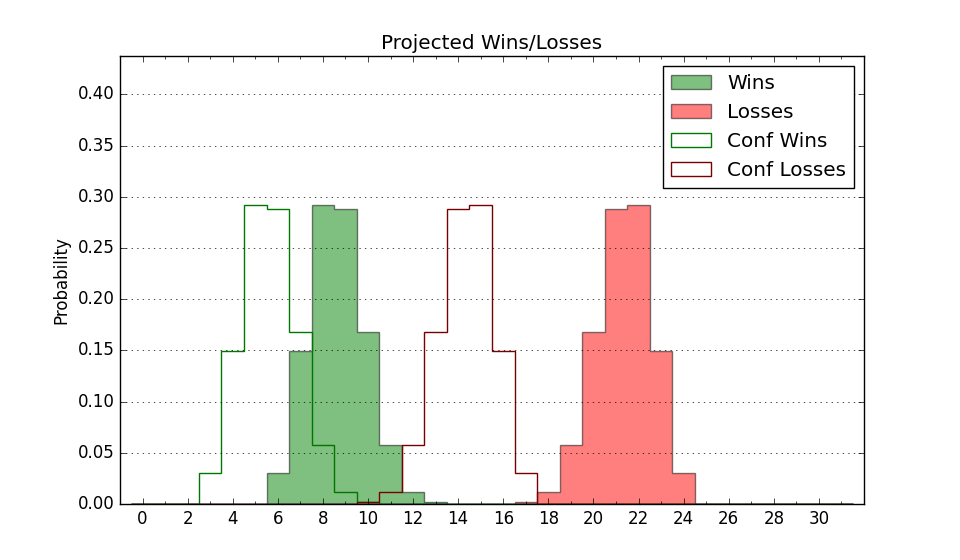 Projected Wins/Losses
Wins
Losses
Conf Wins
Conf Losses
Probability
0.40
0.35
0.30
0.25
0.20
0.15
0.10
0.05
0.00
0 2 4 6 8 10 12 14 16 18 20 22 24 26 28 30